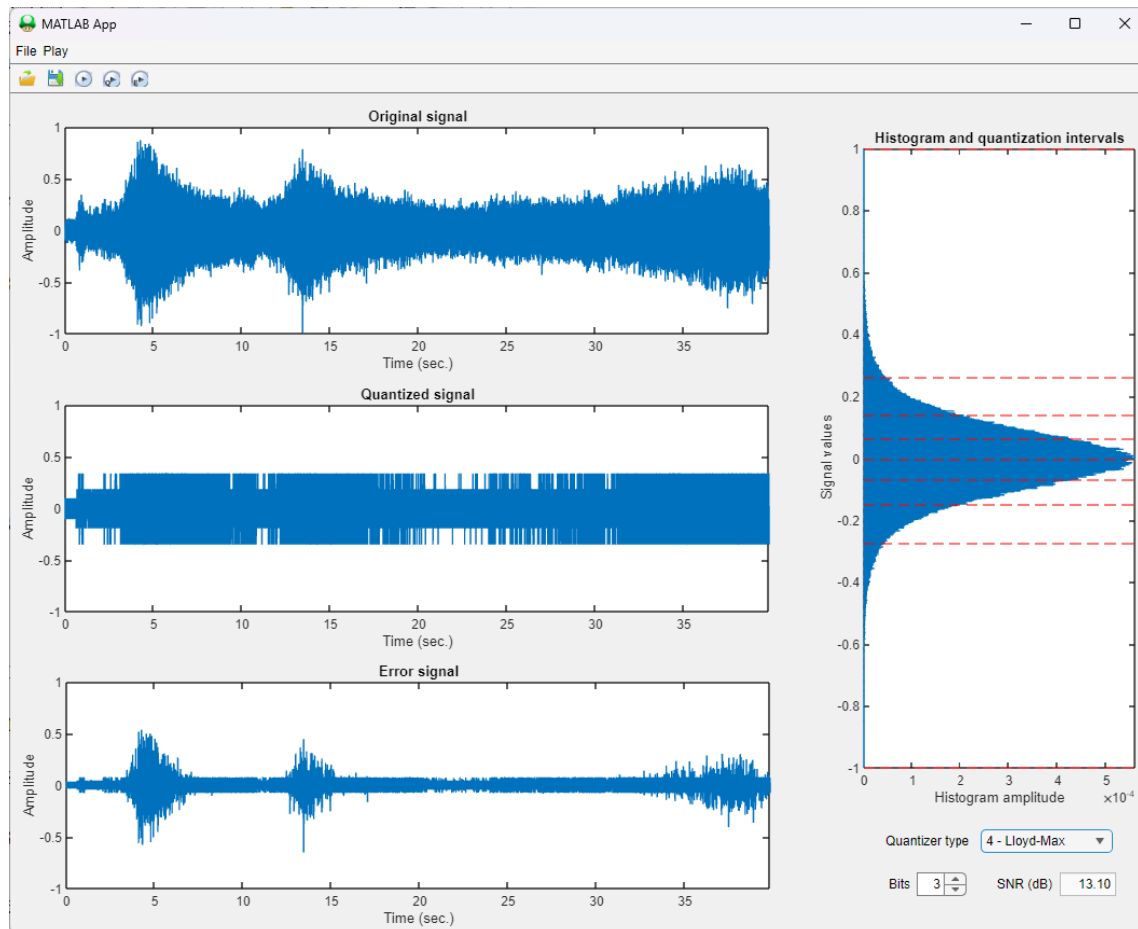 MATLAB App
File Play
Original signal
Amplitude
1
0.5
0
-0.5
-1
0 5 10 15 20 25 30 35
Time (sec.)
Quantized signal
Amplitude
1
0.5
0
-0.5
-1
0 5 10 15 20 25 30 35
Time (sec.)
Error signal
Amplitude
1
0.5
0
-0.5
-1
0 5 10 15 20 25 30 35
Time (sec.)
Histogram and quantization intervals
Signal values
1
0.8
0.6
0.4
0.2
0
-0.2
-0.4
-0.6
-0.8
-1
0 1 2 3 4 5
Histogram amplitude ×10⁻⁴
Quantizer type 4 - Lloyd-Max
Bits 3 SNR (dB) 13.10